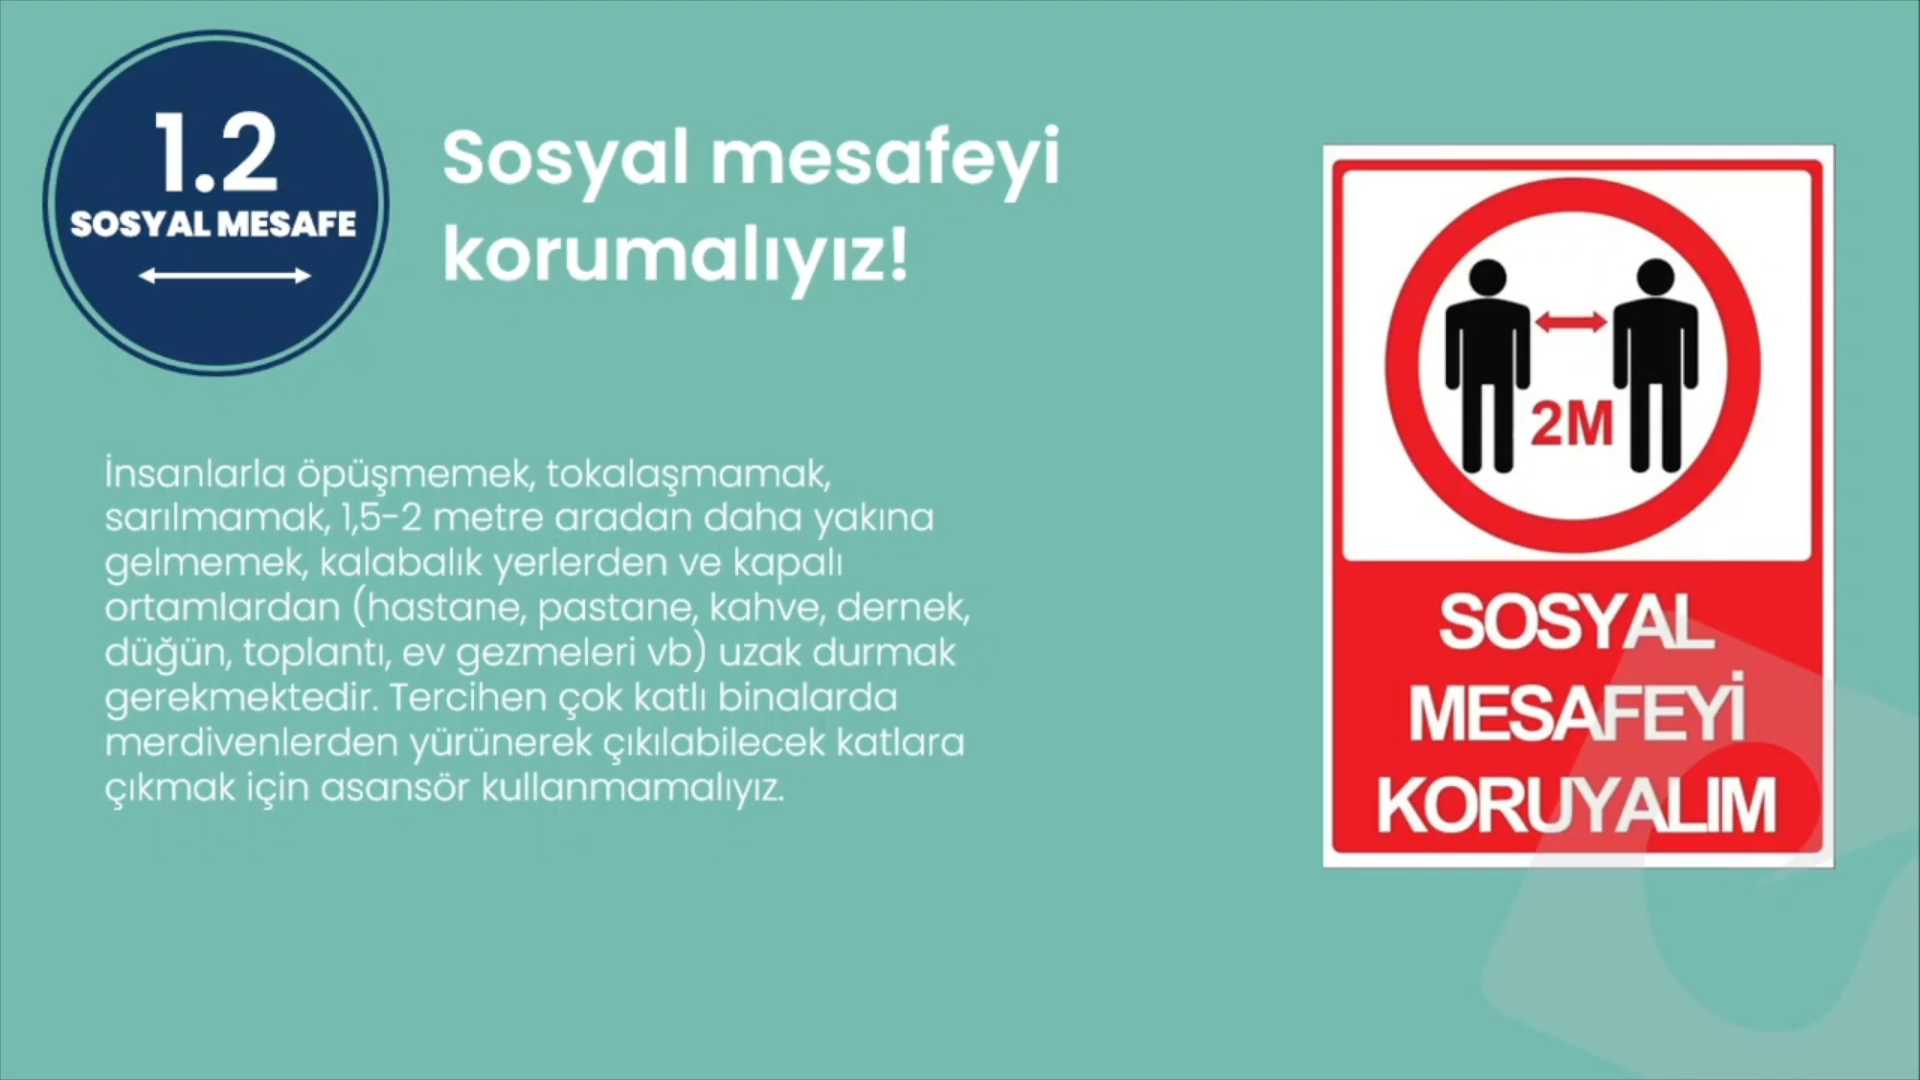 1.2
SOSYAL MESAFE
Sosyal mesafeyi
korumalıyız!
İnsanlarla öpüşmemek, tokalaşmamak,
sarılmamak, 1,5-2 metre aradan daha yakına
gelmemek, kalabalık yerlerden ve kapalı
ortamlardan (hastane, pastane, kahve, dernek,
düğün, toplantı, ev gezmeleri vb) uzak durmak
gerekmektedir. Tercihen çok katlı binalarda
merdivenlerden yürünerek çıkılabilecek katlara
çıkmak için asansör kullanmamalıyız.
2M
SOSYAL
MESAFEYİ
KORUYALIM